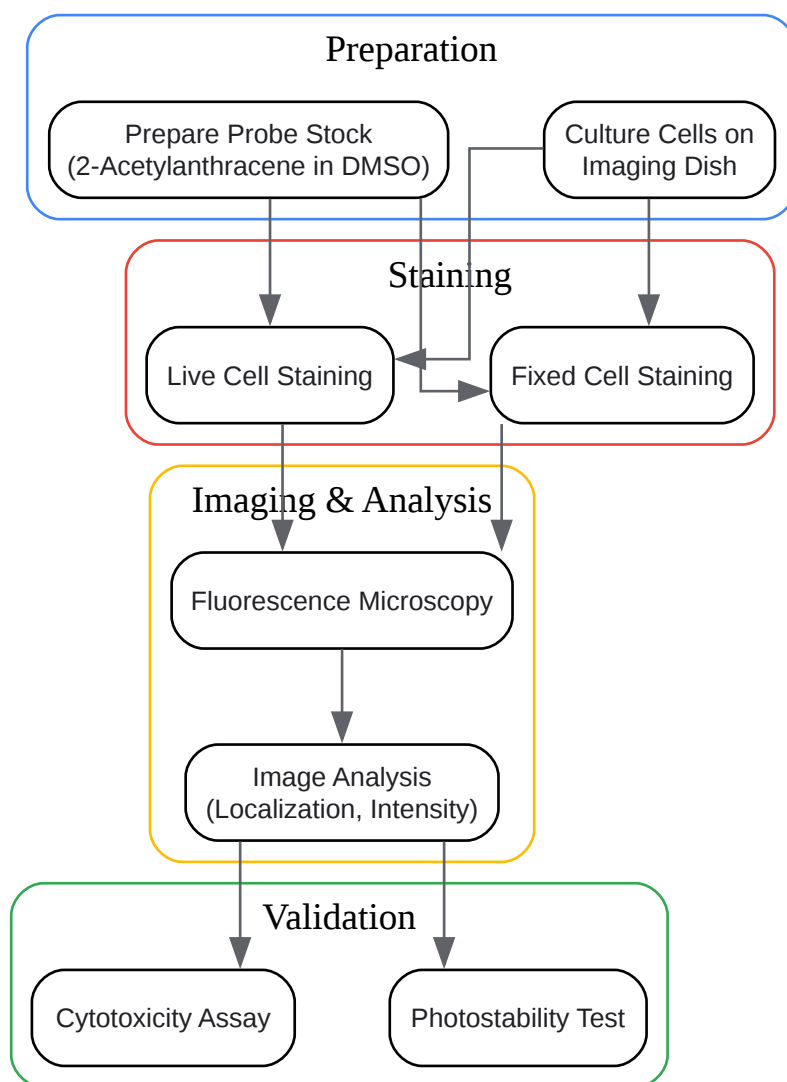 Preparation
Prepare Probe Stock
(2-Acetylanthracene in DMSO)
Culture Cells on
Imaging Dish
Staining
Live Cell Staining
Fixed Cell Staining
Imaging & Analysis
Fluorescence Microscopy
Image Analysis
(Localization, Intensity)
Validation
Cytotoxicity Assay
Photostability Test